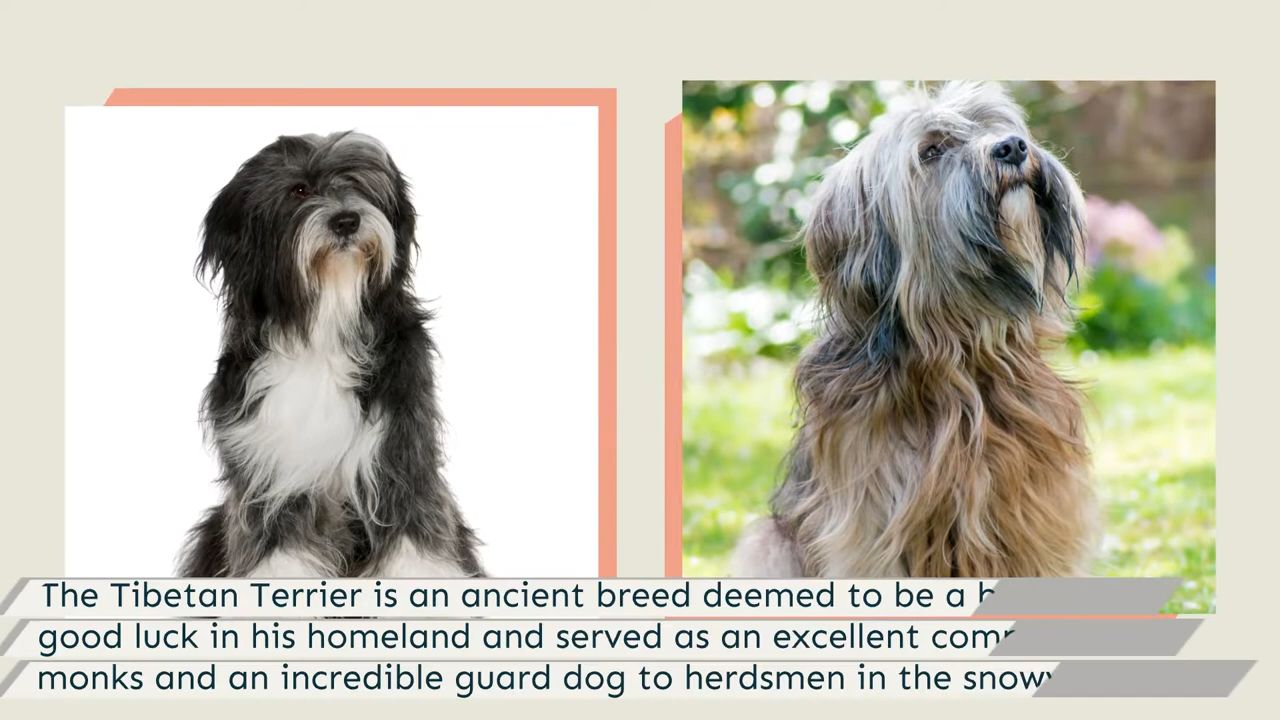 The Tibetan Terrier is an ancient breed deemed to be a
good luck in his homeland and served as an excellent
monks and an incredible guard dog to herdsmen in the